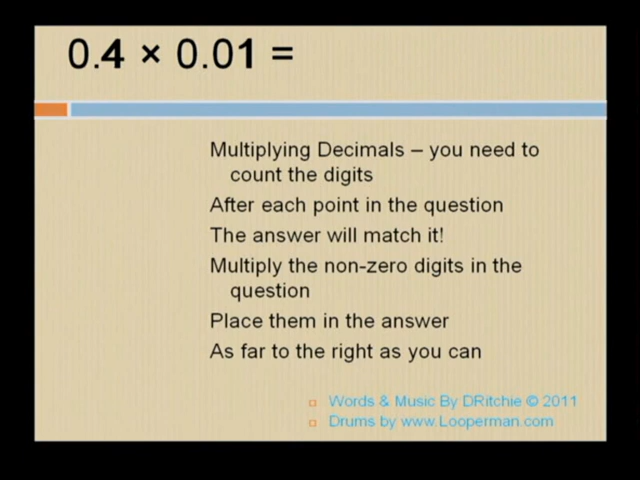 0.4 × 0.01 =
Multiplying Decimals – you need to
count the digits
After each point in the question
The answer will match it!
Multiply the non-zero digits in the
question
Place them in the answer
As far to the right as you can
Words & Music By DRitchie © 2011
Drums by www.Looperman.com